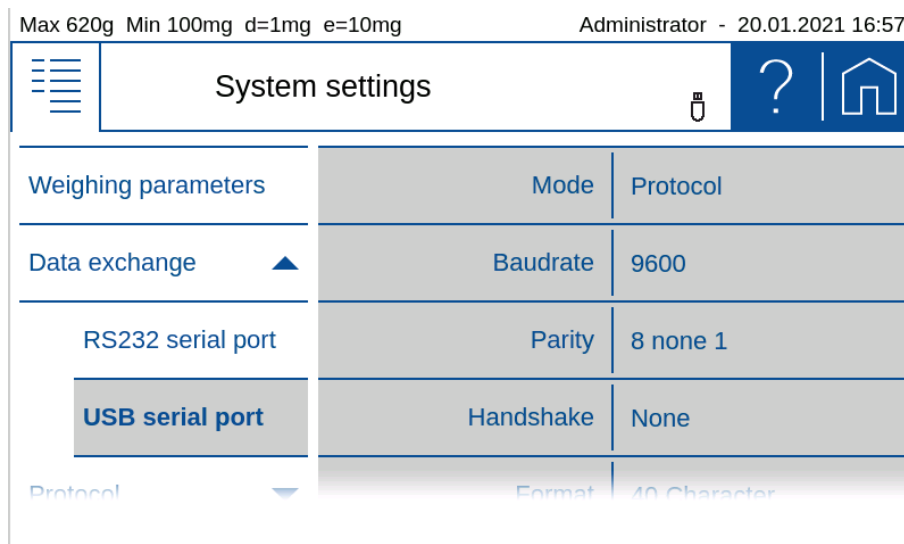 Max 620g Min 100mg d=1mg e=10mg Administrator - 20.01.2021 16:57
System settings ?
Weighing parameters
Data exchange
RS232 serial port
USB serial port
Protocol
Mode Protocol
Baudrate 9600
Parity 8 none 1
Handshake None
Format 40 Character